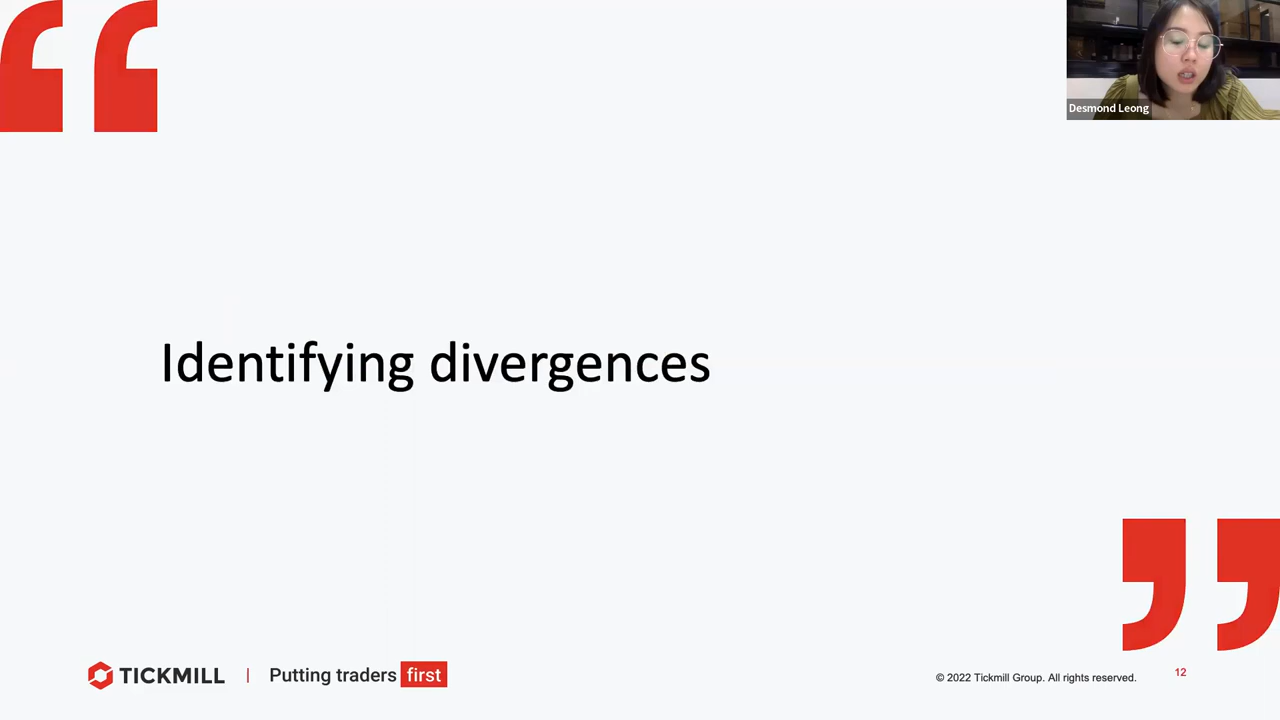 Desmond Leong
Identifying divergences
TICKMILL | Putting traders first
© 2022 Tickmill Group. All rights reserved.
12